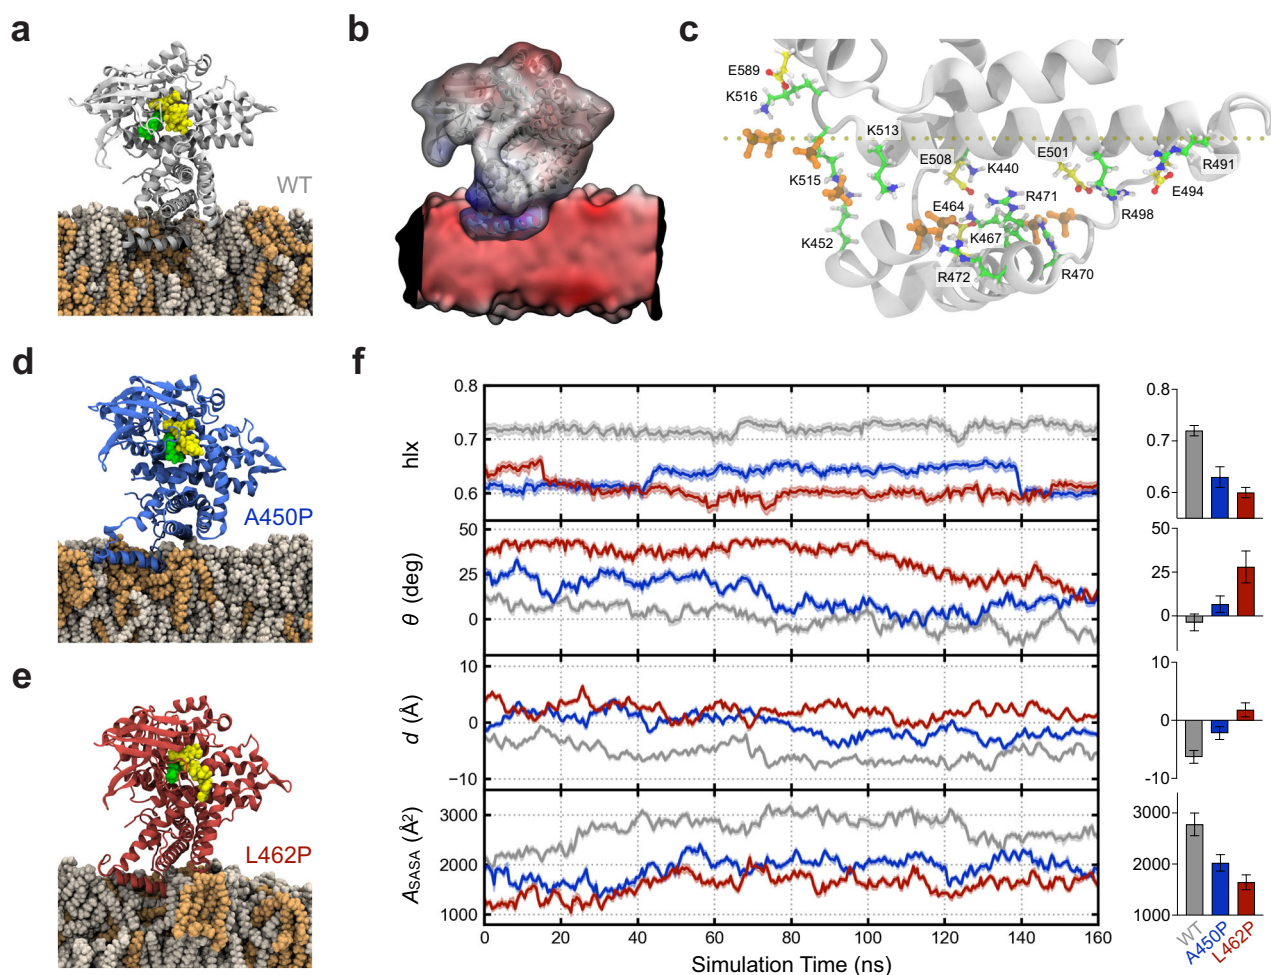 a
WT
b
c
E589
K516
K513
E508
K440
E501
R491
K515
E464
R471
E494
R498
K452
K467
R472
R470
d
A450P
e
L462P
f
hlx
0.8
0.7
0.6
0.8
0.7
0.6
θ (deg)
50
25
0
50
25
0
d (Å)
10
0
−10
10
0
-10
A_SASA (Å²)
3000
2000
1000
3000
2000
1000
0 20 40 60 80 100 120 140 160
Simulation Time (ns)
WT A450P L462P